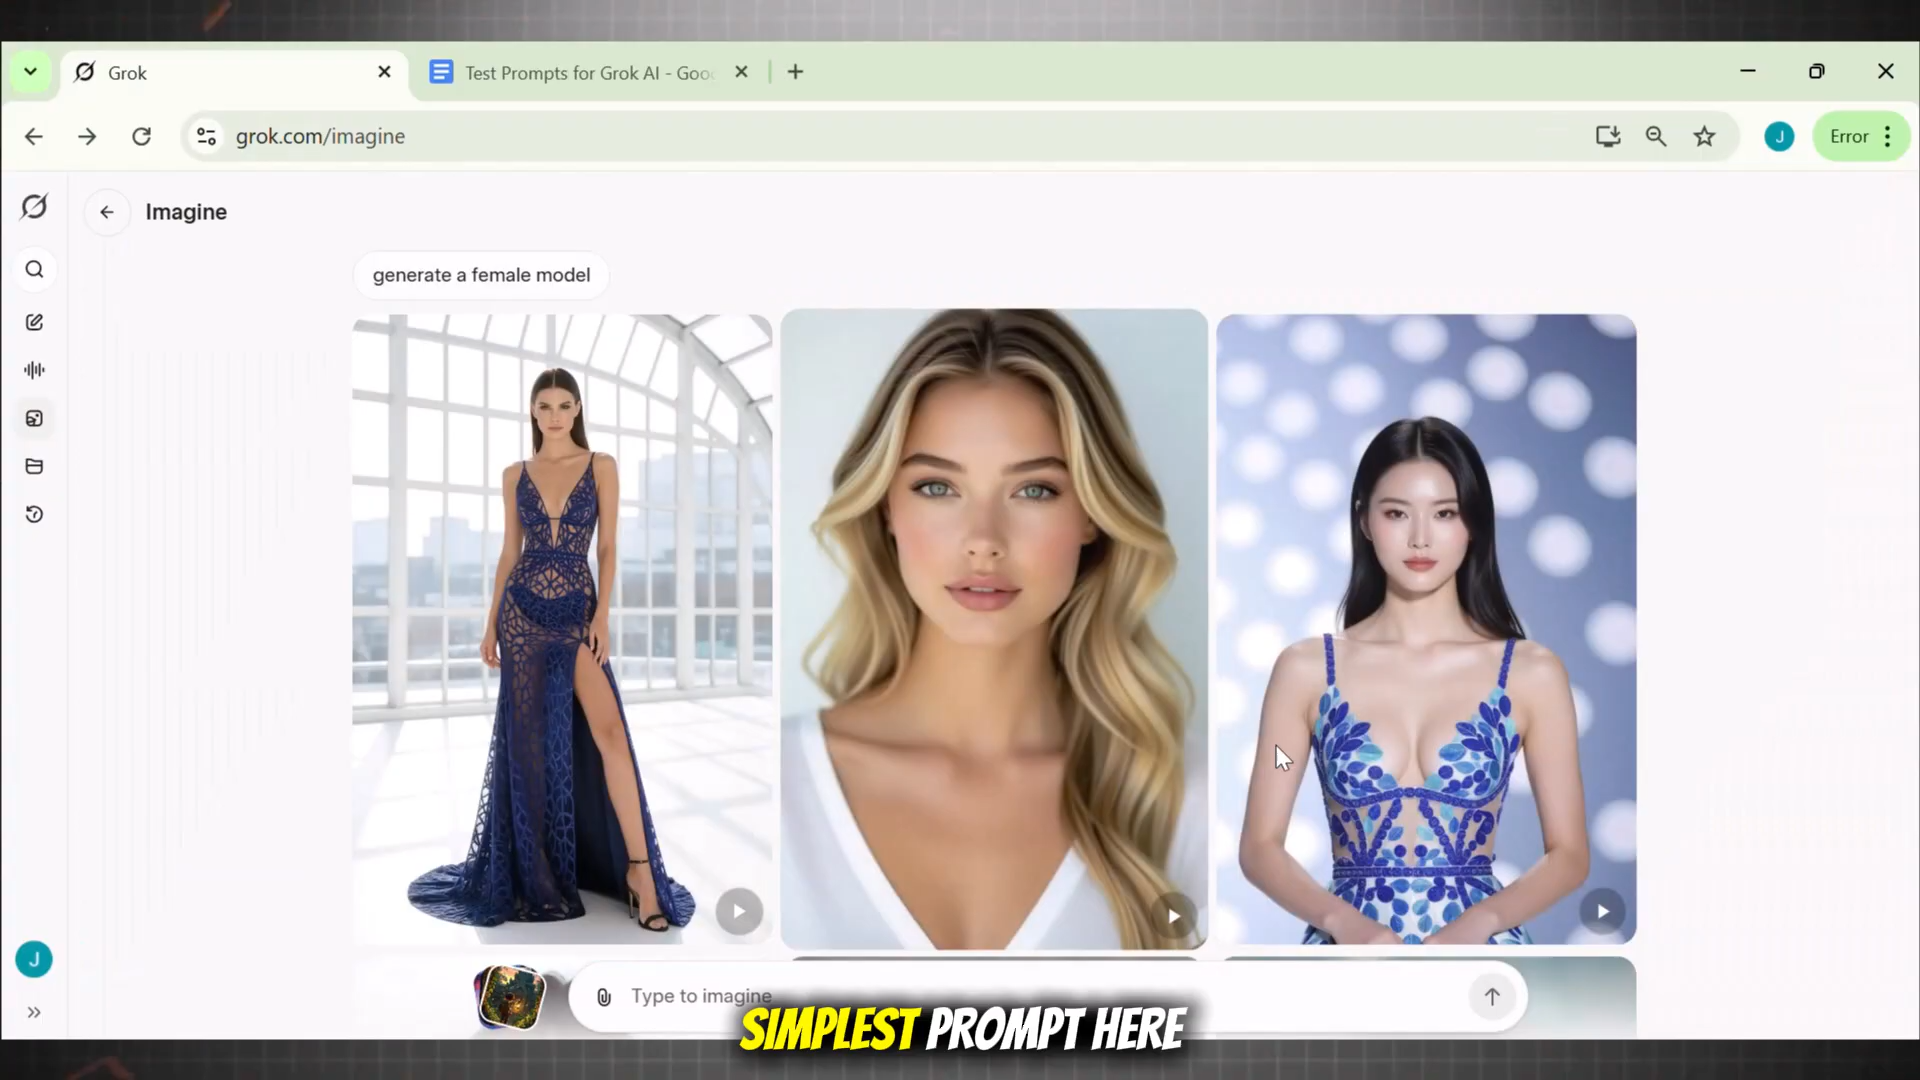 Grok
Test Prompts for Grok AI - Goo
grok.com/imagine
J
Error
Imagine
generate a female model
J
Type to imagine
SIMPLEST PROMPT HERE